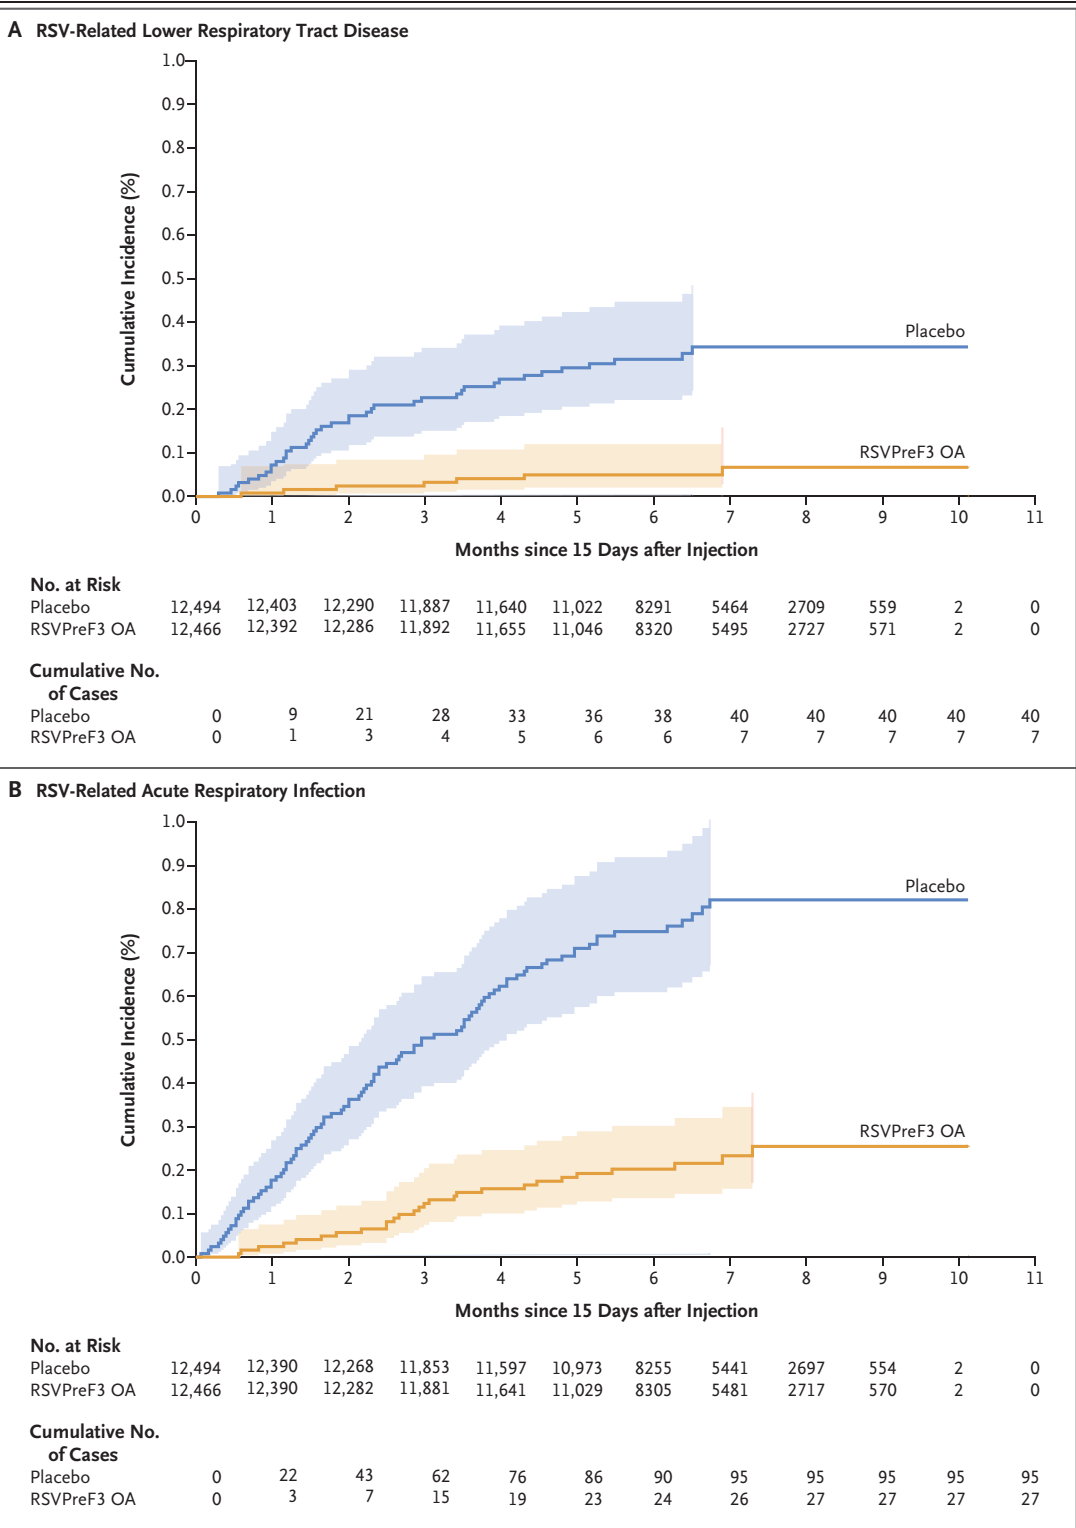 A RSV-Related Lower Respiratory Tract Disease
1.0
0.9
0.8
0.7
0.6
0.5
0.4
0.3
0.2
0.1
0.0
Cumulative Incidence (%)
Placebo
RSVPreF3 OA
0 1 2 3 4 5 6 7 8 9 10 11
Months since 15 Days after Injection
No. at Risk
Placebo 12,494 12,403 12,290 11,887 11,640 11,022 8291 5464 2709 559 2 0
RSVPreF3 OA 12,466 12,392 12,286 11,892 11,655 11,046 8320 5495 2727 571 2 0
Cumulative No.
of Cases
Placebo 0 9 21 28 33 36 38 40 40 40 40 40
RSVPreF3 OA 0 1 3 4 5 6 6 7 7 7 7 7
B RSV-Related Acute Respiratory Infection
1.0
0.9
0.8
0.7
0.6
0.5
0.4
0.3
0.2
0.1
0.0
Cumulative Incidence (%)
Placebo
RSVPreF3 OA
0 1 2 3 4 5 6 7 8 9 10 11
Months since 15 Days after Injection
No. at Risk
Placebo 12,494 12,390 12,268 11,853 11,597 10,973 8255 5441 2697 554 2 0
RSVPreF3 OA 12,466 12,390 12,282 11,881 11,641 11,029 8305 5481 2717 570 2 0
Cumulative No.
of Cases
Placebo 0 22 43 62 76 86 90 95 95 95 95 95
RSVPreF3 OA 0 3 7 15 19 23 24 26 27 27 27 27